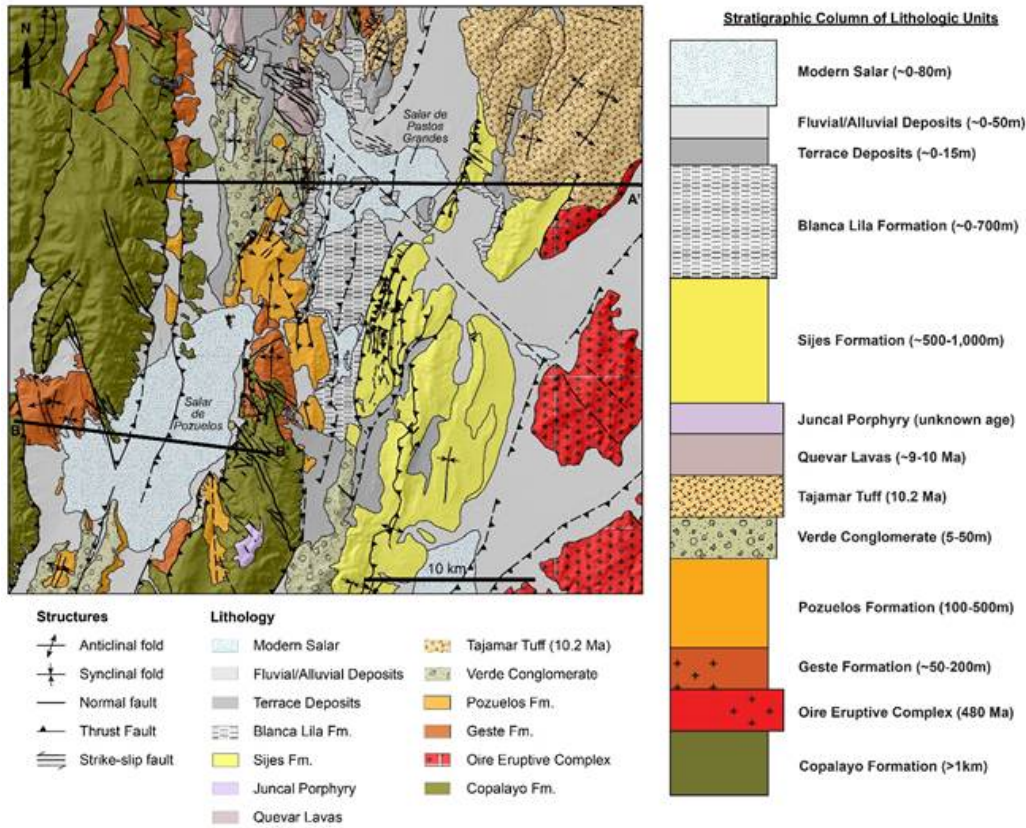 N
Salar de
Pastos
Grandes
A
A'
Salar de
Pozuelos
B
B'
10 km
Structures
Anticlinal fold
Synclinal fold
Normal fault
Thrust Fault
Strike-slip fault
Lithology
Modern Salar
Fluvial/Alluvial Deposits
Terrace Deposits
Blanca Lila Fm.
Sijes Fm.
Juncal Porphyry
Quevar Lavas
Tajamar Tuff (10.2 Ma)
Verde Conglomerate
Pozuelos Fm.
Geste Fm.
Oire Eruptive Complex
Copalayo Fm.
Stratigraphic Column of Lithologic Units
Modern Salar (~0-80m)
Fluvial/Alluvial Deposits (~0-50m)
Terrace Deposits (~0-15m)
Blanca Lila Formation (~0-700m)
Sijes Formation (~500-1,000m)
Juncal Porphyry (unknown age)
Quevar Lavas (~9-10 Ma)
Tajamar Tuff (10.2 Ma)
Verde Conglomerate (5-50m)
Pozuelos Formation (100-500m)
Geste Formation (~50-200m)
Oire Eruptive Complex (480 Ma)
Copalayo Formation (>1km)